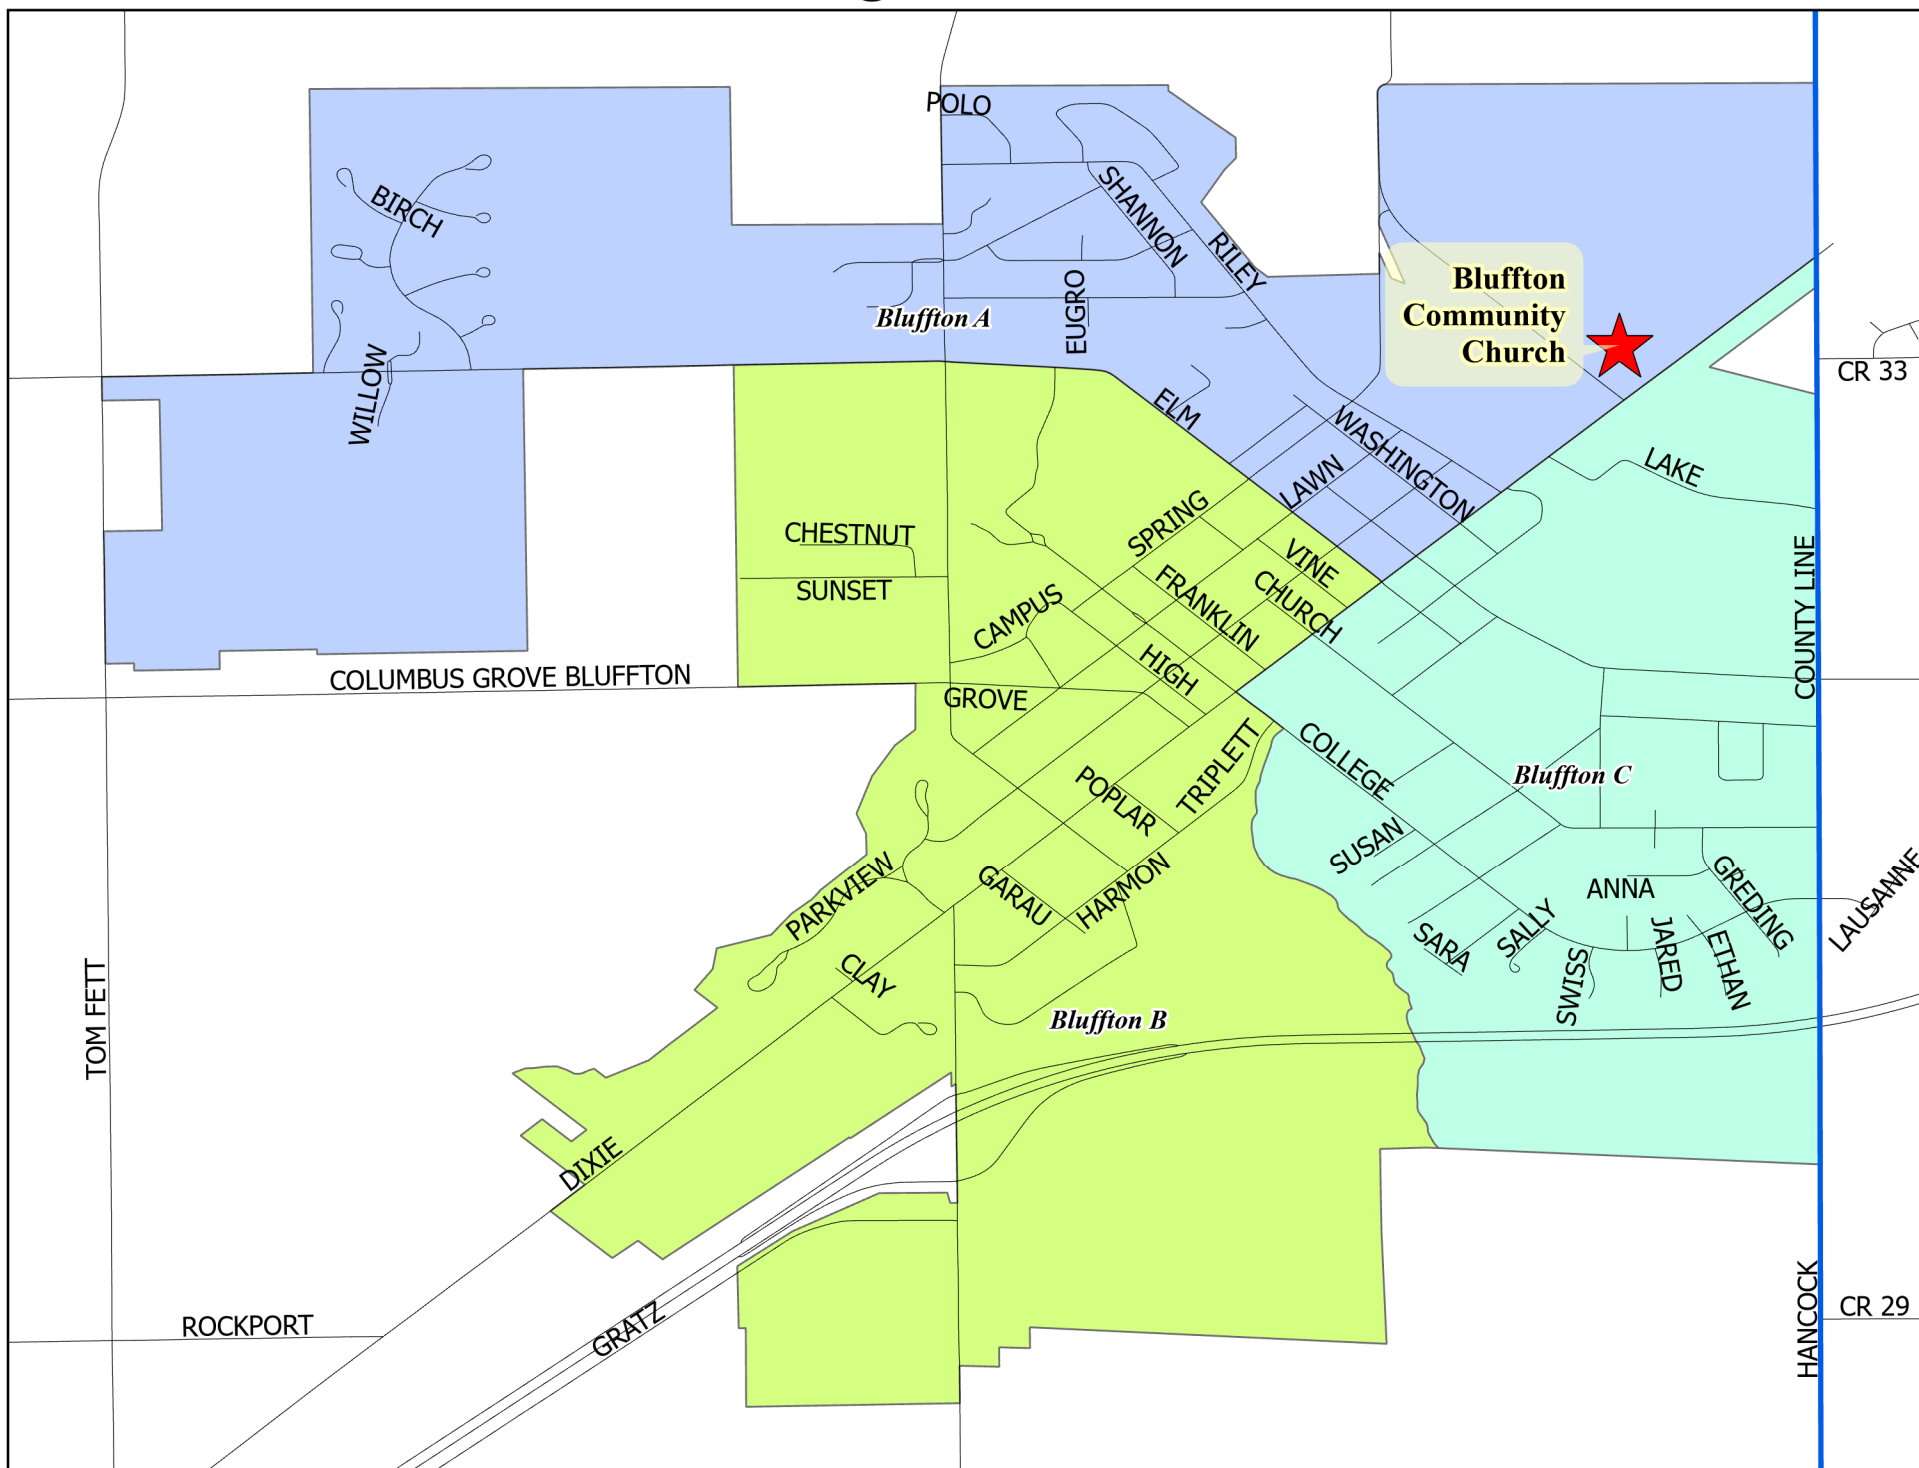 POLO
BIRCH
SHANNON
RILEY
Bluffton
Community
Church
EUGRO
Bluffton A
WILLOW
CR 33
ELM
WASHINGTON
LAKE
LAWN
SPRING
CHESTNUT
VINE
SUNSET
FRANKLIN
CHURCH
CAMPUS
COUNTY LINE
HIGH
COLUMBUS GROVE BLUFFTON
GROVE
TRIPLETT
COLLEGE
POPLAR
Bluffton C
SUSAN
PARKVIEW
GARAU
HARMON
ANNA
GREDING
LAUSANNE
SARA
SALLY
JARED
ETHAN
SWISS
CLAY
TOM FETT
Bluffton B
DIXIE
ROCKPORT
GRATZ
HANCOCK
CR 29